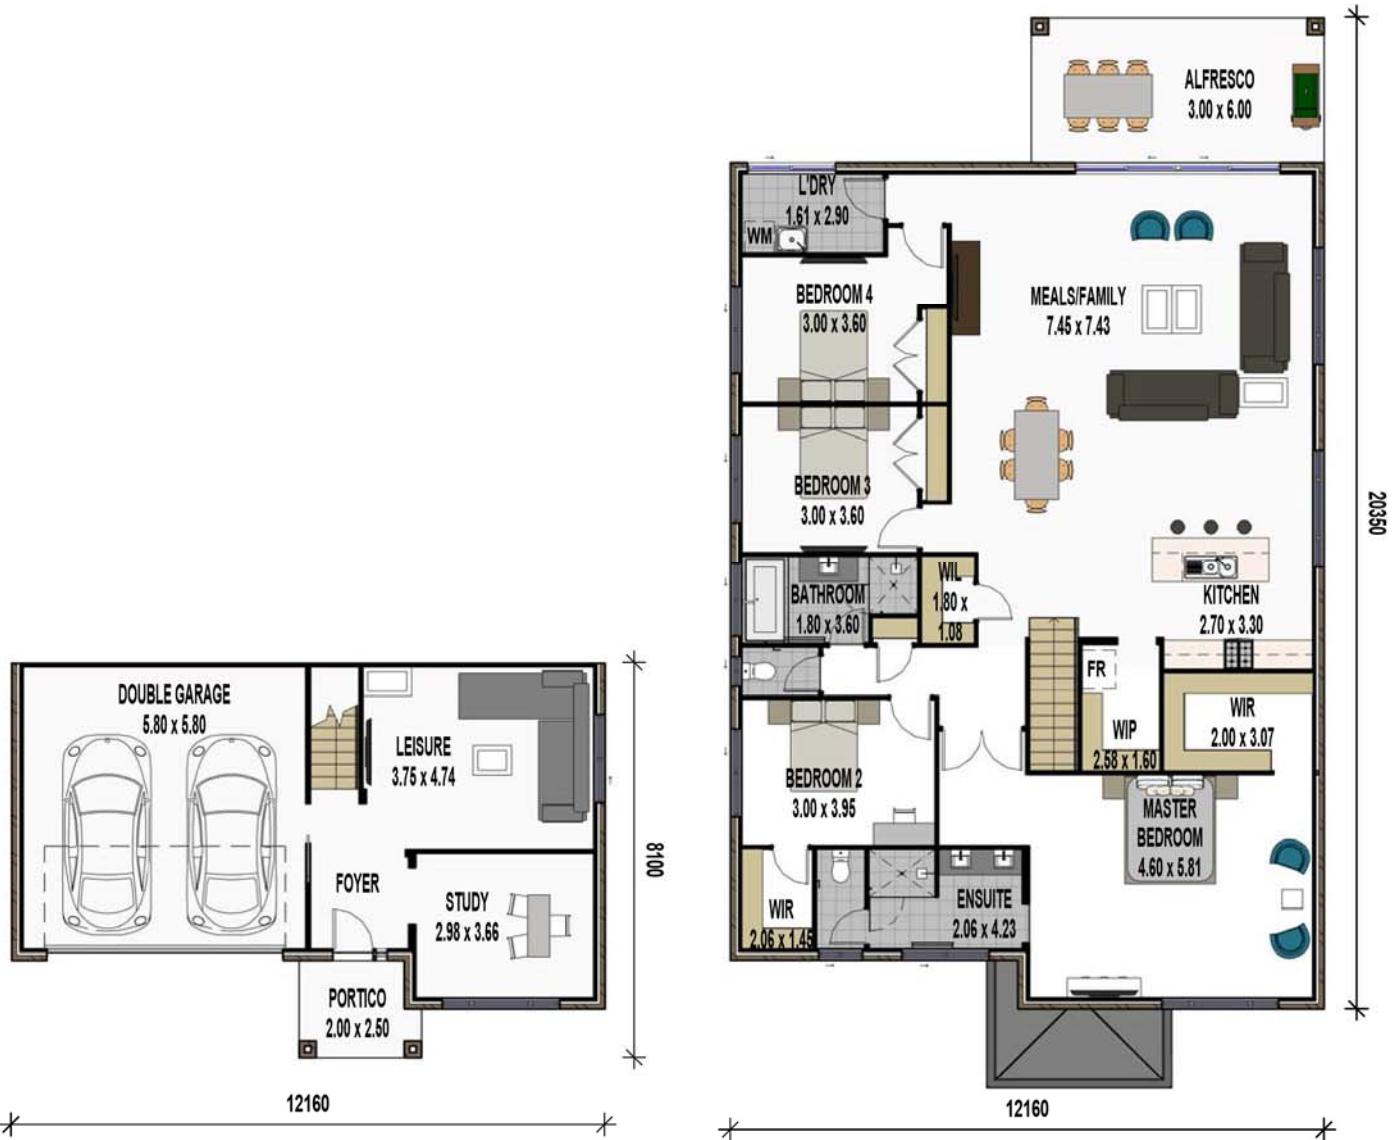 DOUBLE GARAGE
5.80 x 5.80
LEISURE
3.75 x 4.74
FOYER
STUDY
2.98 x 3.66
PORTICO
2.00 x 2.50
8100
12160
ALFRESCO
3.00 x 6.00
L'DRY
1.61 x 2.90
WM
BEDROOM 4
3.00 x 3.60
MEALS/FAMILY
7.45 x 7.43
BEDROOM 3
3.00 x 3.60
BATHROOM
1.80 x 3.60
WIL
1.80 x
1.08
KITCHEN
2.70 x 3.30
FR
WIP
2.58 x 1.60
WIR
2.00 x 3.07
BEDROOM 2
3.00 x 3.95
MASTER
BEDROOM
4.60 x 5.81
WIR
2.06 x 1.45
ENSUITE
2.06 x 4.23
20350
12160